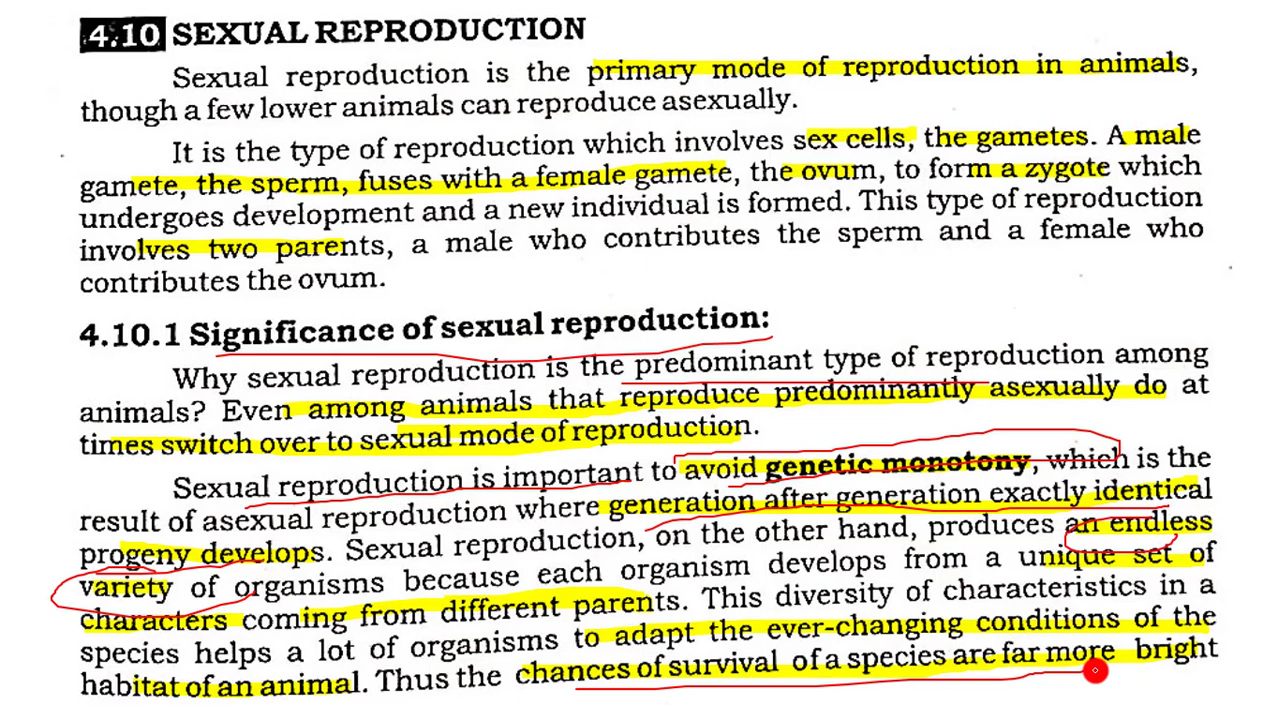 4.10 SEXUAL REPRODUCTION
Sexual reproduction is the primary mode of reproduction in animals,
though a few lower animals can reproduce asexually.
It is the type of reproduction which involves sex cells, the gametes. A male
gamete, the sperm, fuses with a female gamete, the ovum, to form a zygote which
undergoes development and a new individual is formed. This type of reproduction
involves two parents, a male who contributes the sperm and a female who
contributes the ovum.
4.10.1 Significance of sexual reproduction:
Why sexual reproduction is the predominant type of reproduction among
animals? Even among animals that reproduce predominantly asexually do at
times switch over to sexual mode of reproduction.
Sexual reproduction is important to avoid genetic monotony, which is the
result of asexual reproduction where generation after generation exactly identical
progeny develops. Sexual reproduction, on the other hand, produces an endless
variety of organisms because each organism develops from a unique set of
characters coming from different parents. This diversity of characteristics in a
species helps a lot of organisms to adapt the ever-changing conditions of the
habitat of an animal. Thus the chances of survival of a species are far more bright